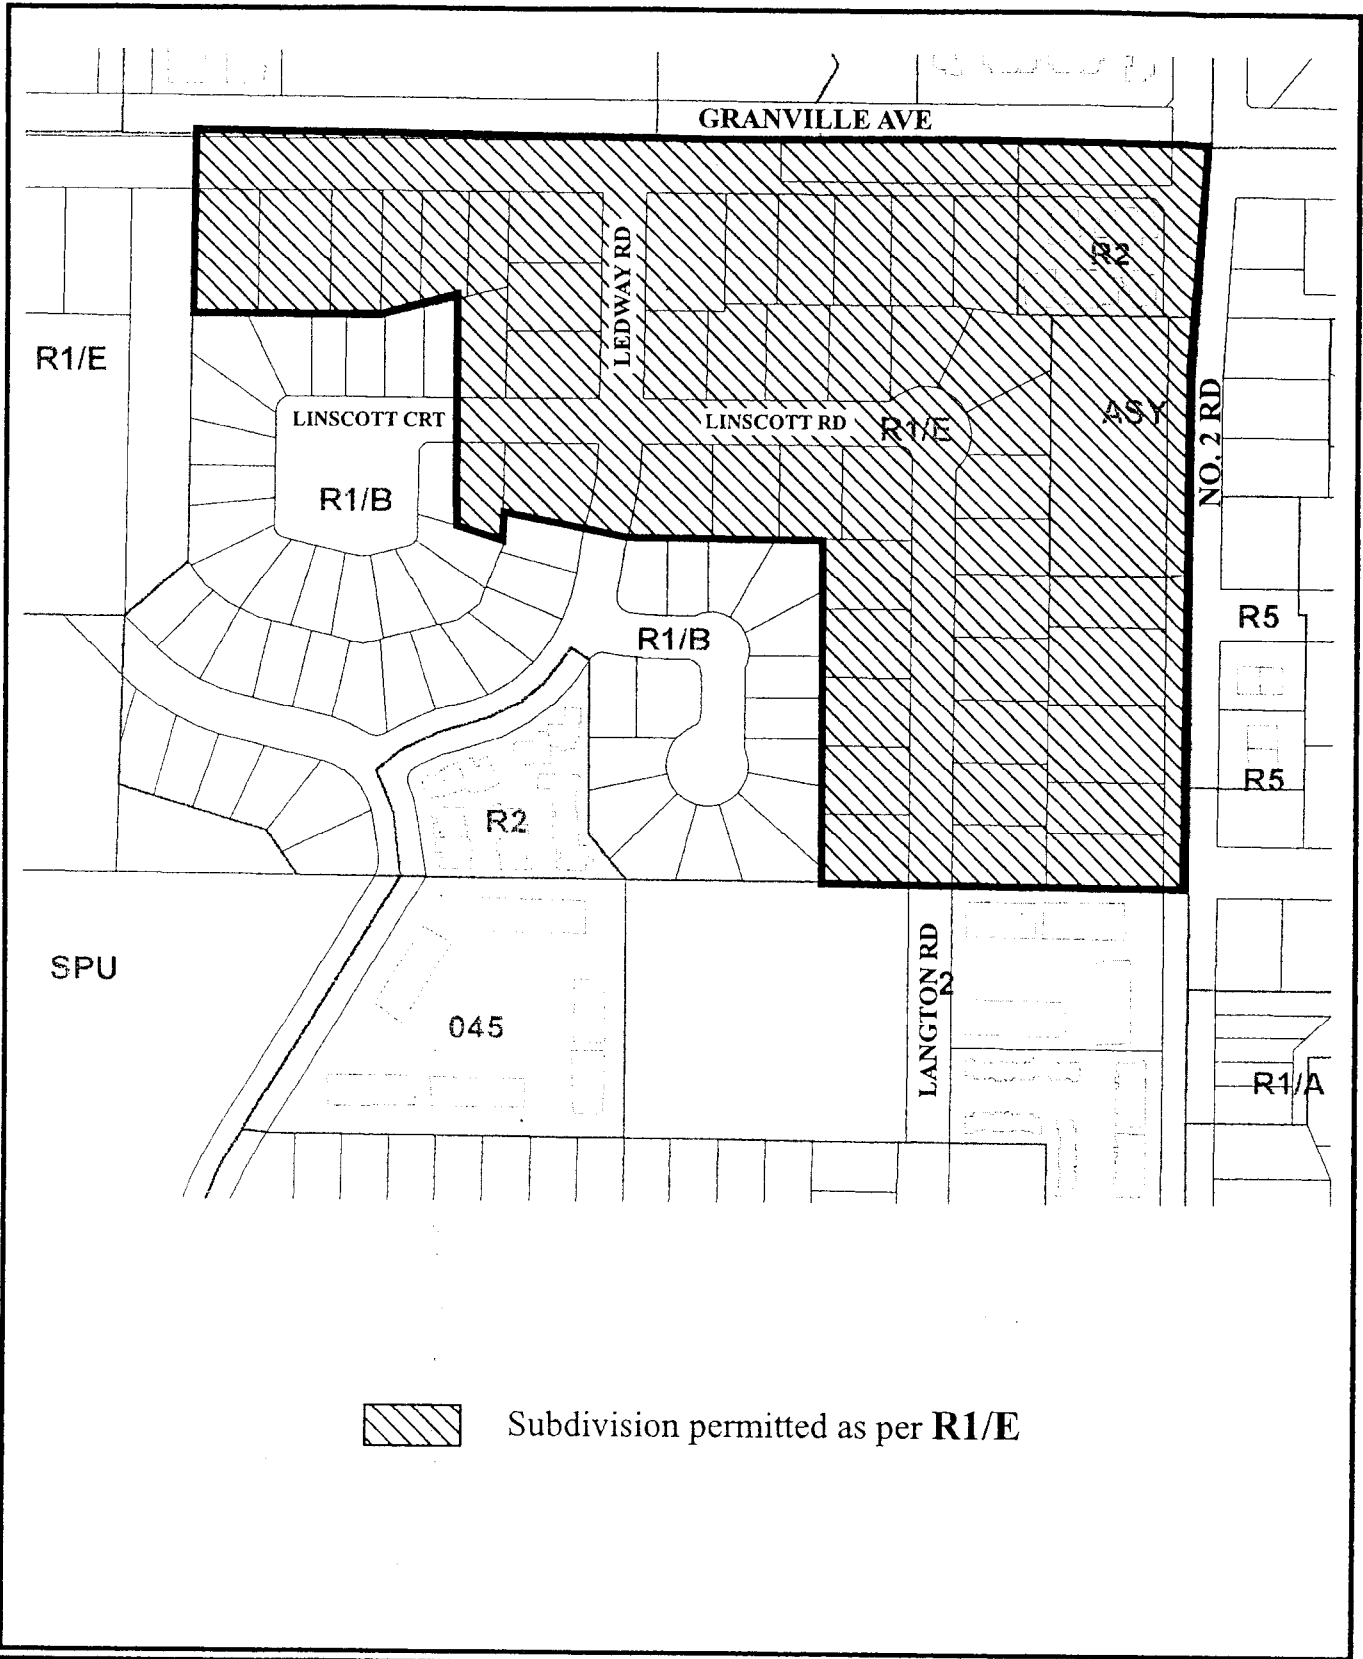 GRANVILLE AVE
R2
LEDWAY RD
R1/E
NO. 2 RD
ASY
LINSCOTT CRT
LINSCOTT RD
R1/E
R1/B
R5
R1/B
R5
R2
SPU
LANGTON RD
2
045
R1/A
Subdivision permitted as per R1/E